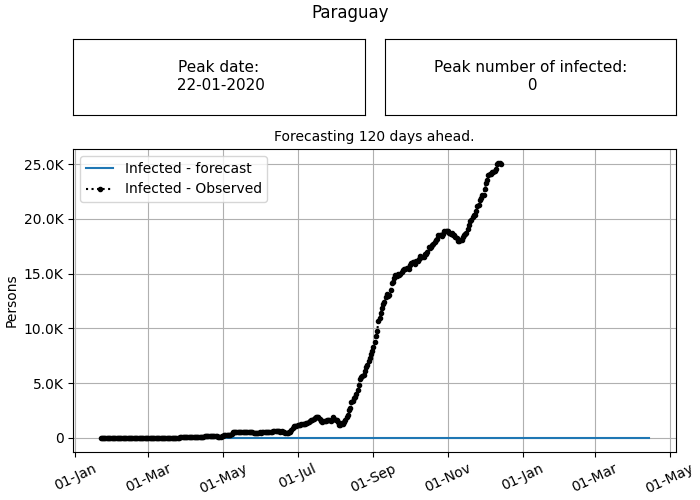 Paraguay
Peak date:
22-01-2020
Peak number of infected:
0
Forecasting 120 days ahead.
Infected - forecast
Infected - Observed
25.0K
20.0K
15.0K
10.0K
5.0K
0
Persons
01-Jan
01-Mar
01-May
01-Jul
01-Sep
01-Nov
01-Jan
01-Mar
01-May